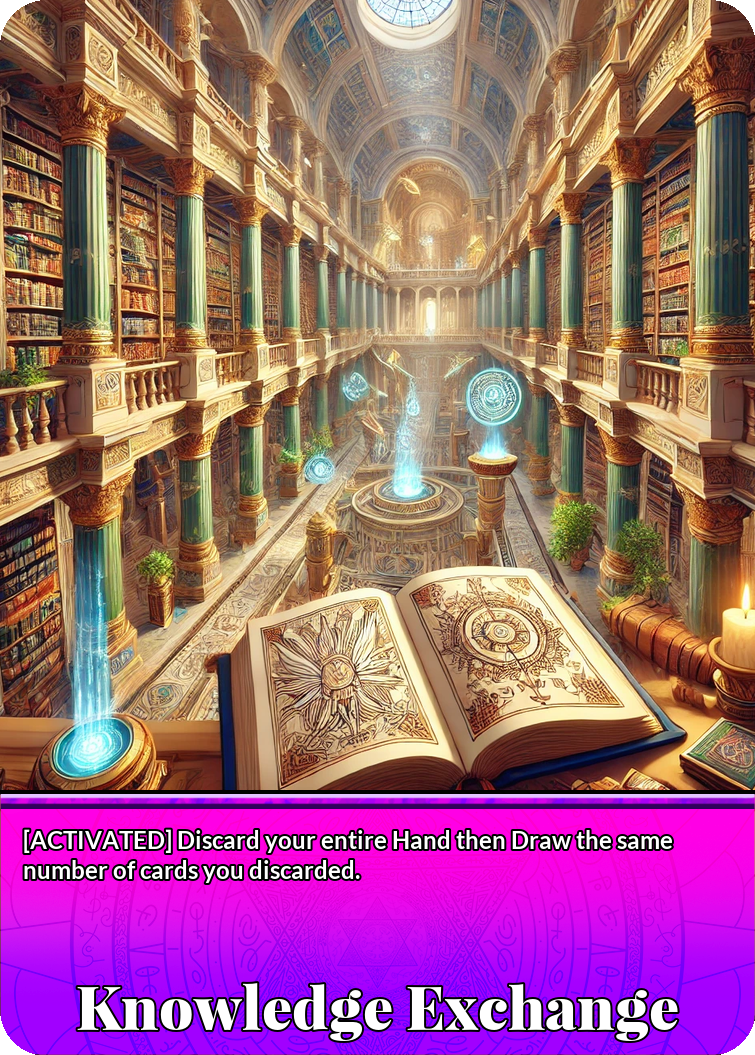 [ACTIVATED] Discard your entire Hand then Draw the same
number of cards you discarded.
Knowledge Exchange